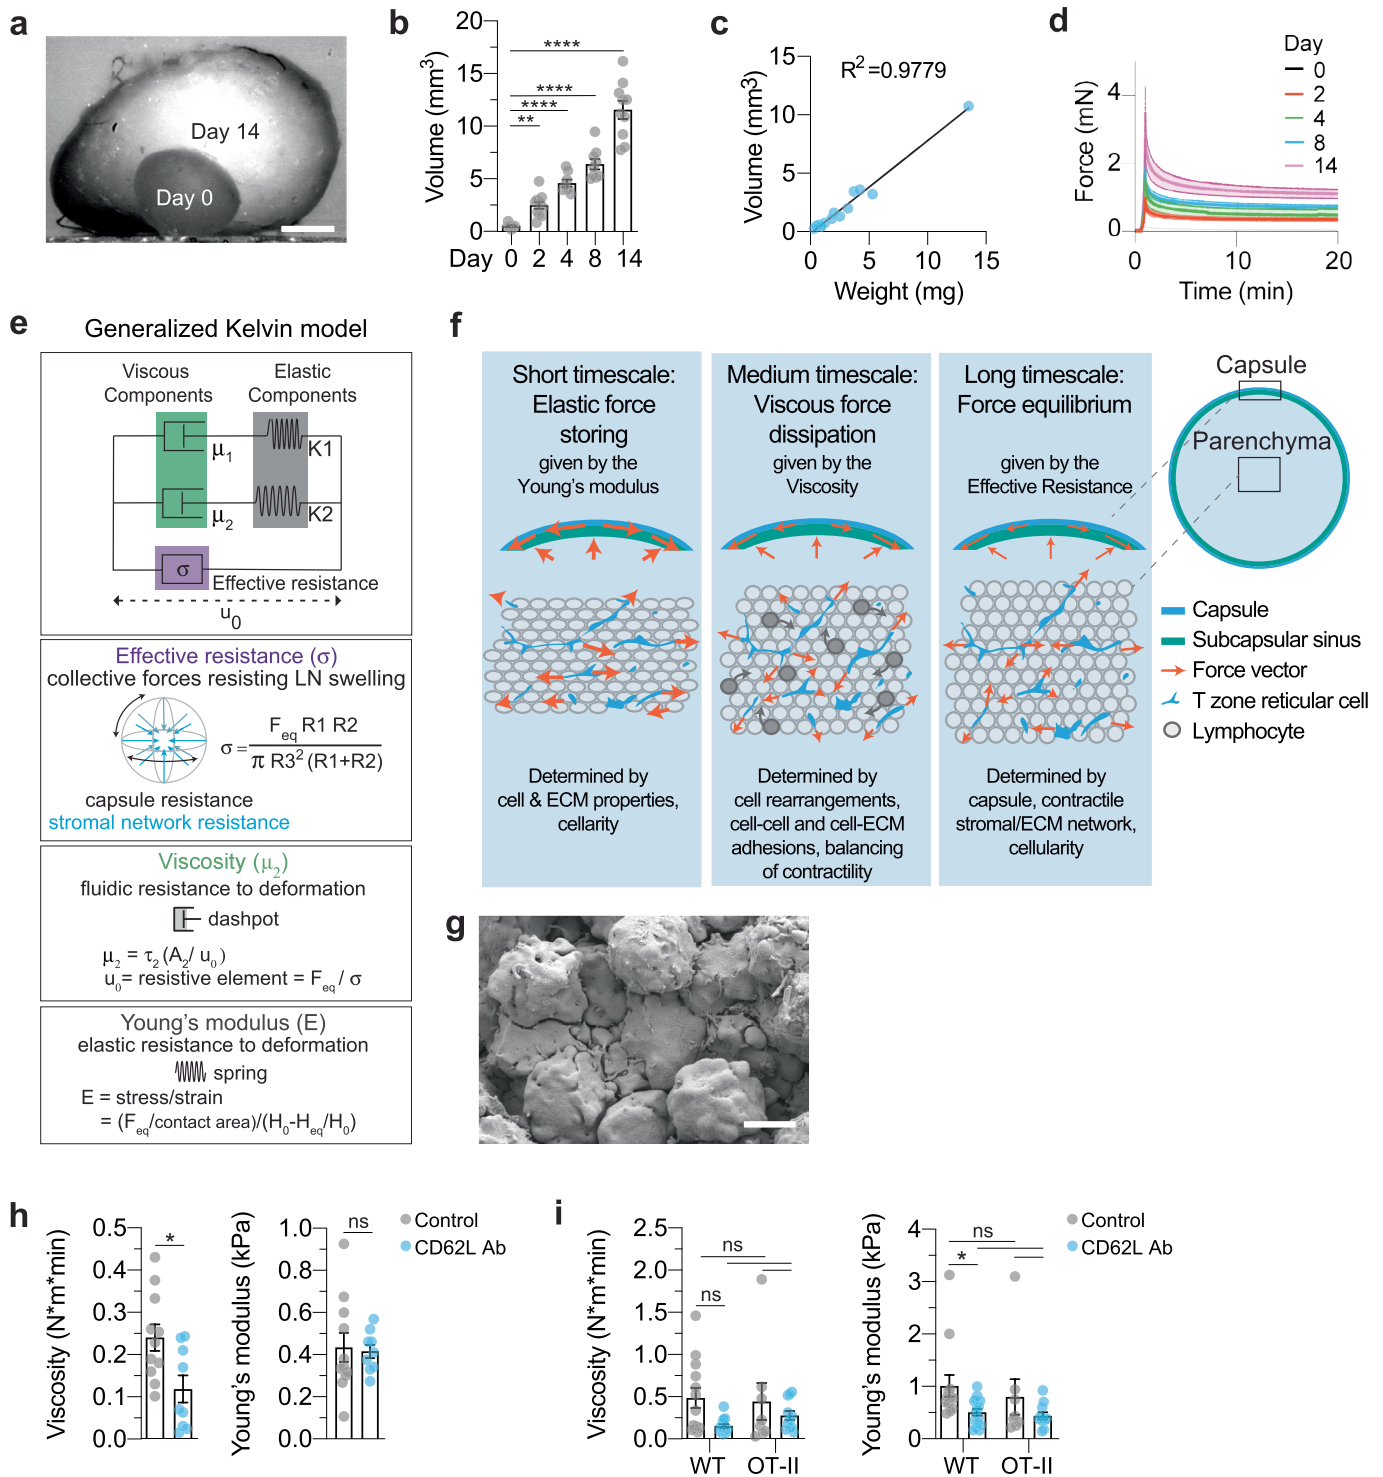 a
Day 14
Day 0
b
Volume (mm³)
20
15
10
5
0
****
****
****
**
Day 0 2 4 8 14
c
Volume (mm³)
15
10
5
0
R²=0.9779
0 5 10 15
Weight (mg)
d
Force (mN)
4
2
0
0 10 20
Time (min)
Day
0
2
4
8
14
e
Generalized Kelvin model
Viscous Components
Elastic Components
μ₁ K1
μ₂ K2
σ
Effective resistance
u₀
Effective resistance (σ)
collective forces resisting LN swelling
σ = F_eq R1 R2 / π R3² (R1+R2)
capsule resistance
stromal network resistance
Viscosity (μ₂)
fluidic resistance to deformation
dashpot
μ₂ = τ₂ (A₂/ u₀)
u₀= resistive element = F_eq / σ
Young's modulus (E)
elastic resistance to deformation
spring
E = stress/strain
= (F_eq/contact area)/(H₀-H_eq/H₀)
f
Short timescale:
Elastic force
storing
given by the
Young's modulus
Determined by
cell & ECM properties,
cellarity
Medium timescale:
Viscous force
dissipation
given by the
Viscosity
Determined by
cell rearrangements,
cell-cell and cell-ECM
adhesions, balancing
of contractility
Long timescale:
Force equilibrium
given by the
Effective Resistance
Determined by
capsule, contractile
stromal/ECM network,
cellularity
Capsule
Parenchyma
Capsule
Subcapsular sinus
Force vector
T zone reticular cell
Lymphocyte
g
h
Viscosity (N*m*min)
0.5
0.4
0.3
0.2
0.1
0.0
*
Young's modulus (kPa)
1.0
0.8
0.6
0.4
0.2
0.0
ns
Control
CD62L Ab
i
Viscosity (N*m*min)
2.5
2.0
1.5
1.0
0.5
0.0
ns
ns
WT OT-II
Young's modulus (kPa)
4
3
2
1
0
ns
*
WT OT-II
Control
CD62L Ab